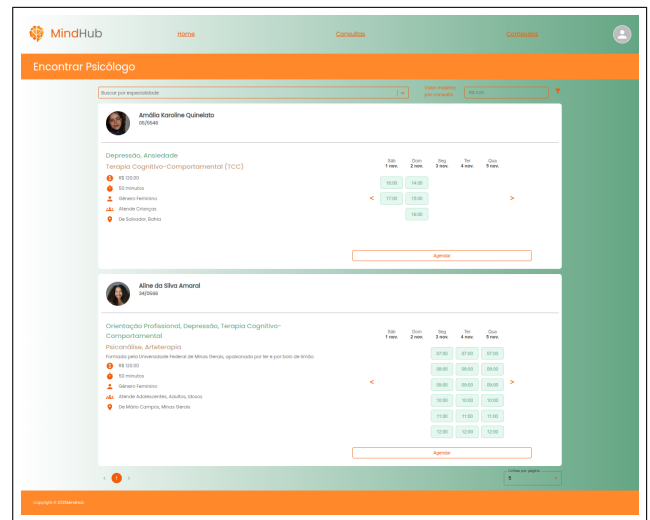 MindHub
Home
Consultas
Conteúdos
Encontrar Psicólogo
Buscar por especialidade
Valor máximo
por consulta
Amália Karoline Quinelato
05/5546
Depressão, Ansiedade
Terapia Cognitivo-Comportamental (TCC)
R$ 120.00
50 minutos
Gênero Feminino
Atende Crianças
De Salvador, Bahia
Sáb Dom Seg Ter Qua
1 nov. 2 nov. 3 nov. 4 nov. 5 nov.
< 
16:00 14:00
17:00 15:00
16:00
>
Agendar
Aline da Silva Amaral
34/0566
Orientação Profissional, Depressão, Terapia Cognitivo-
Comportamental
Psicanálise, Arteterapia
Formada pela Universidade Federal de Minas Gerais, apaixonada por ler e por bolo de limão.
R$ 120.00
50 minutos
Gênero Feminino
Atende Adolescentes, Adultos, Idosos
De Mário Campos, Minas Gerais
Sáb Dom Seg Ter Qua
1 nov. 2 nov. 3 nov. 4 nov. 5 nov.
<
07:00 07:00 07:00
08:00 08:00 08:00
09:00 09:00 09:00
10:00 10:00 10:00
11:00 11:00 11:00
12:00 12:00 12:00
>
Agendar
< 1 >
Linhas por página
5